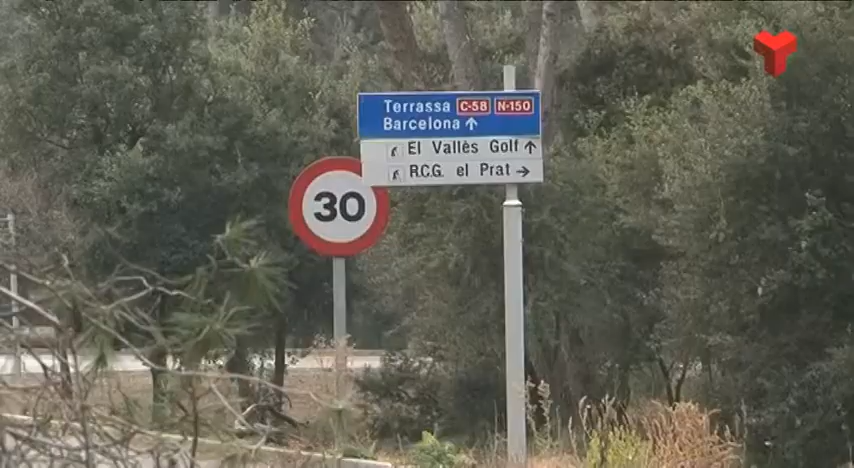 Terrassa C-58 N-150
Barcelona ↑
El Vallès Golf ↑
R.C.G. el Prat →
30